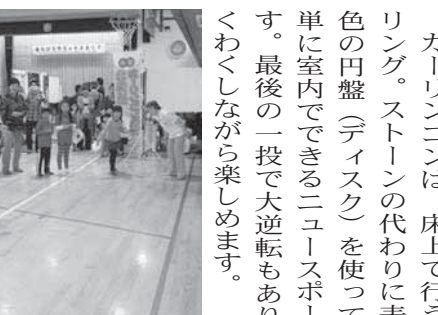 カーリンコンは、床上で行う
リング。ストーンの代わりに表
色の円盤（ディスク）を使って
単に室内でできるニュースポー
す。最後の一投で大逆転もあり
くわくしながら楽しめます。